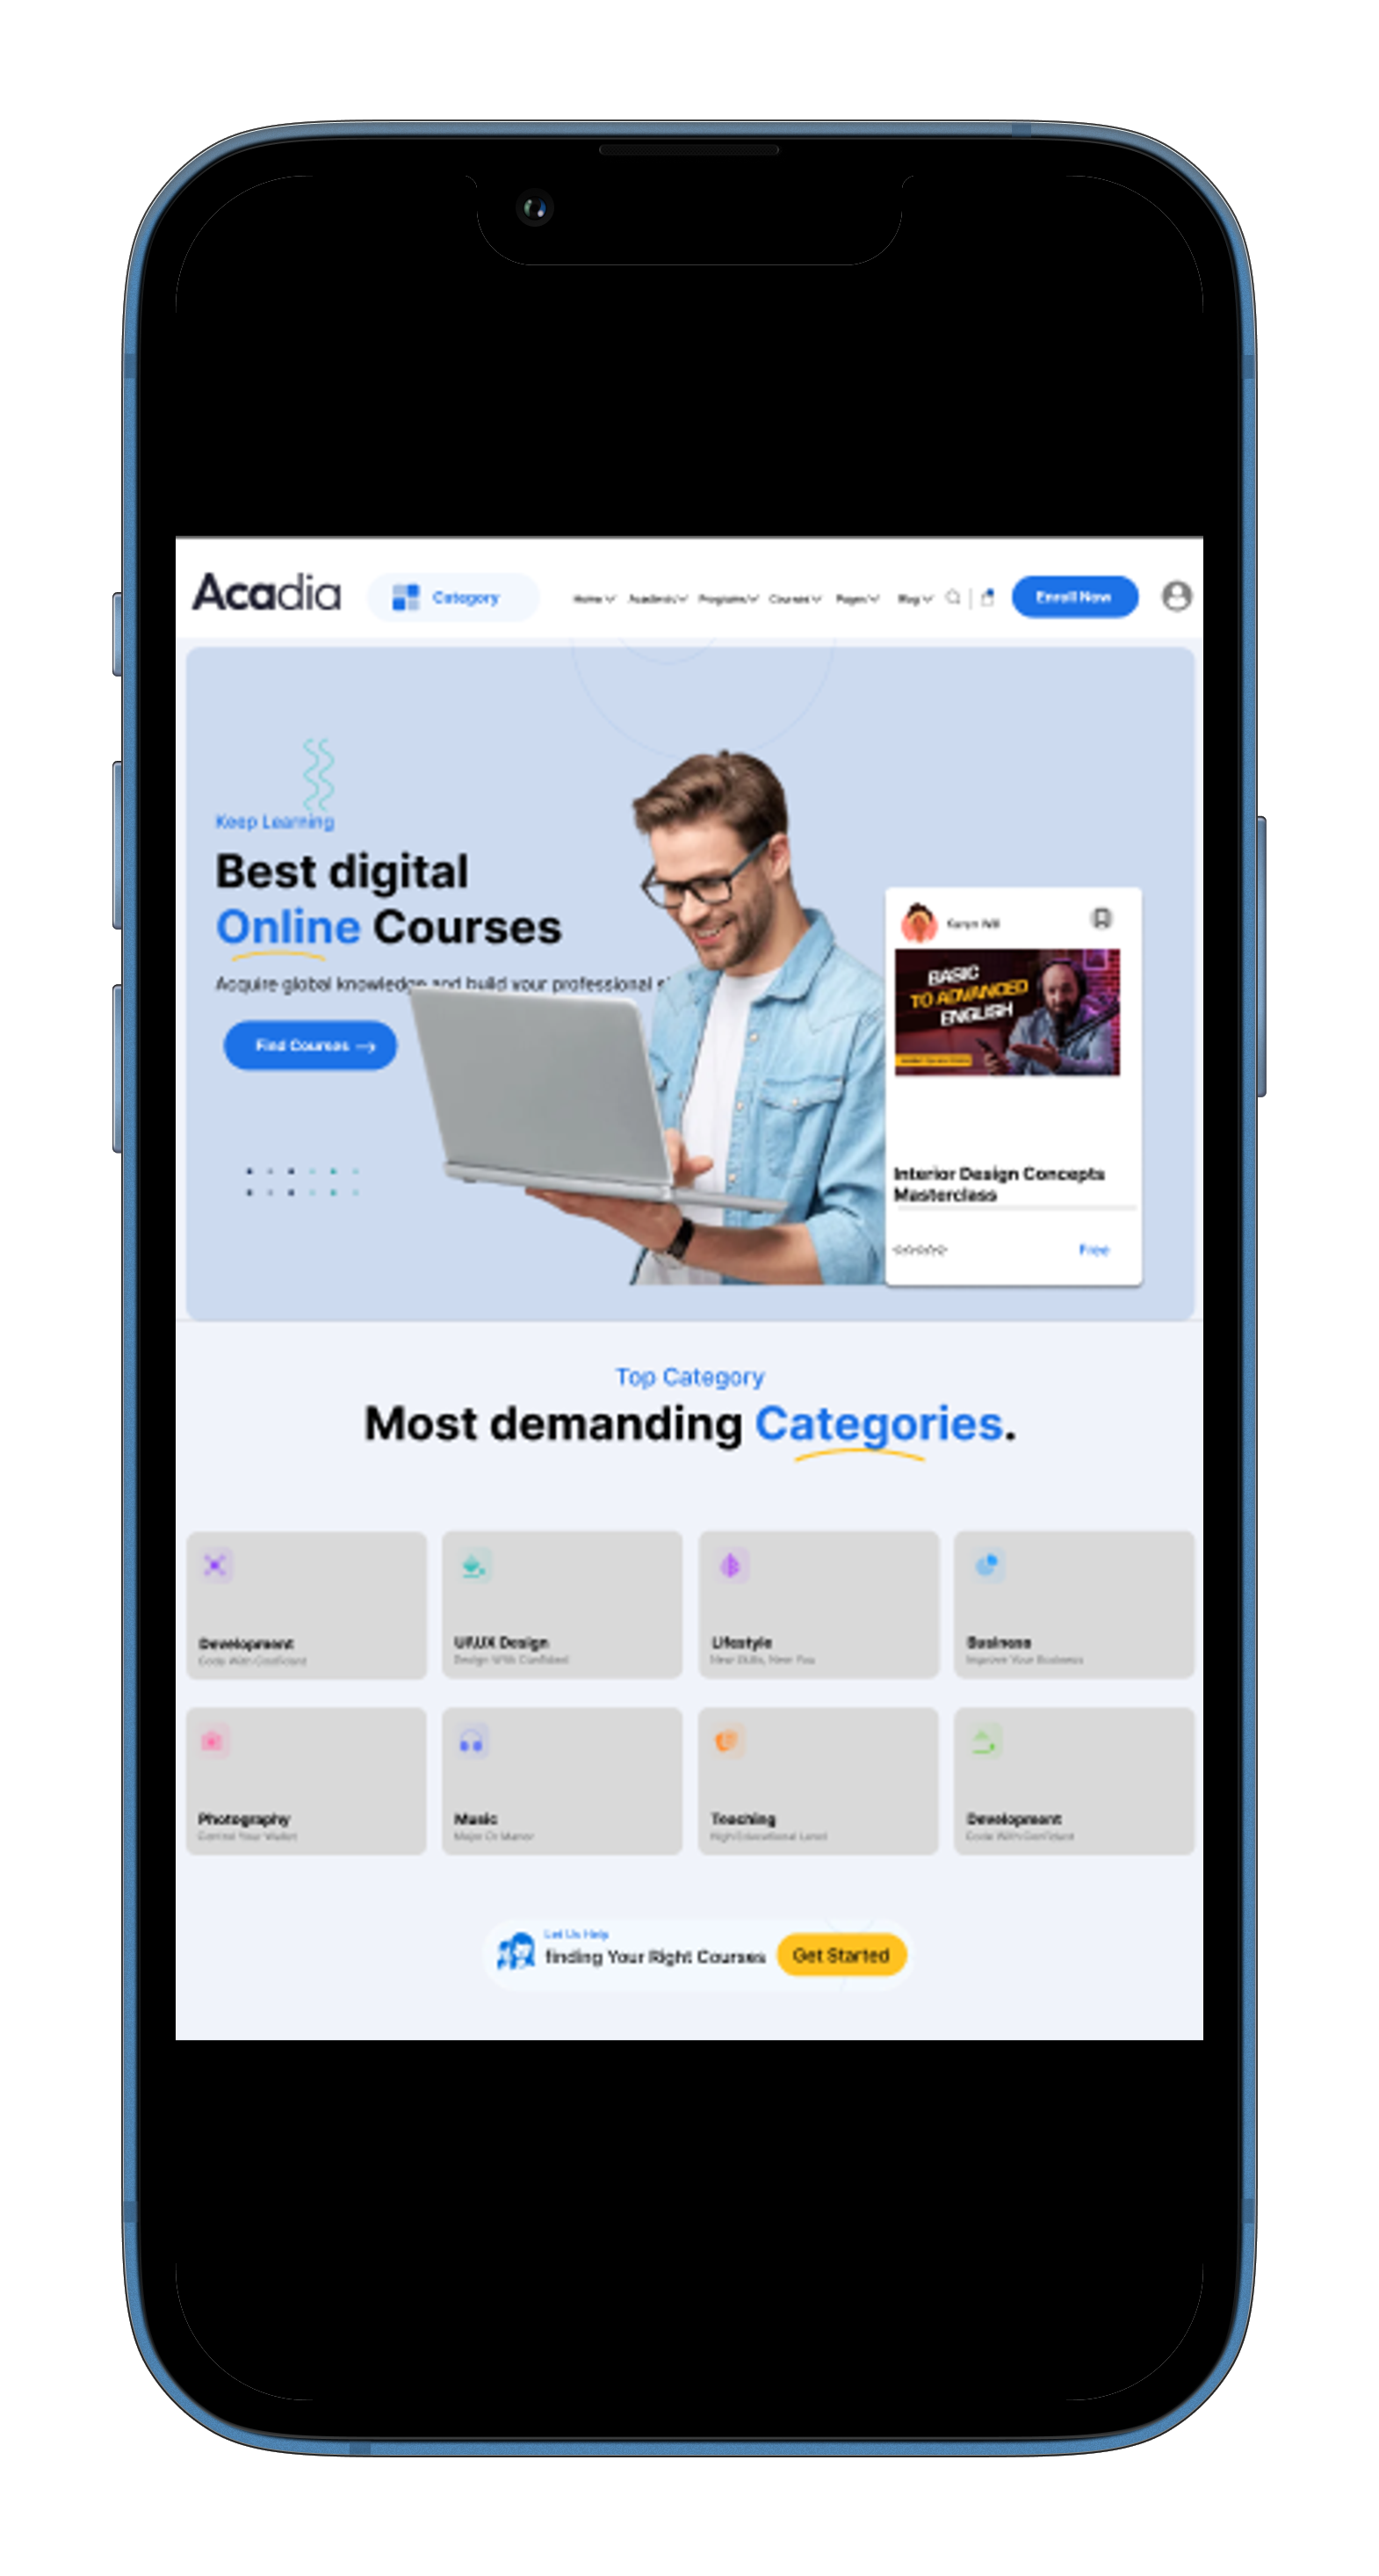 Acadia
Category
Home Academic Programs Courses Pages Blog
Enroll Now
Keep Learning
Best digital
Online Courses
Acquire global knowledge and build your professional
Find Courses
Karyn Will
BASIC
TO ADVANCED
ENGLISH
Interior Design Concepts
Masterclass
Free
Top Category
Most demanding Categories.
Development
Code With Confident
UI/UX Design
Design With Confident
Lifestyle
New Skills, New You
Business
Improve Your Business
Photography
Control Your Wallet
Music
Major Or Manor
Teaching
High Educational Level
Development
Code With Confident
Let Us Help
finding Your Right Courses
Get Started